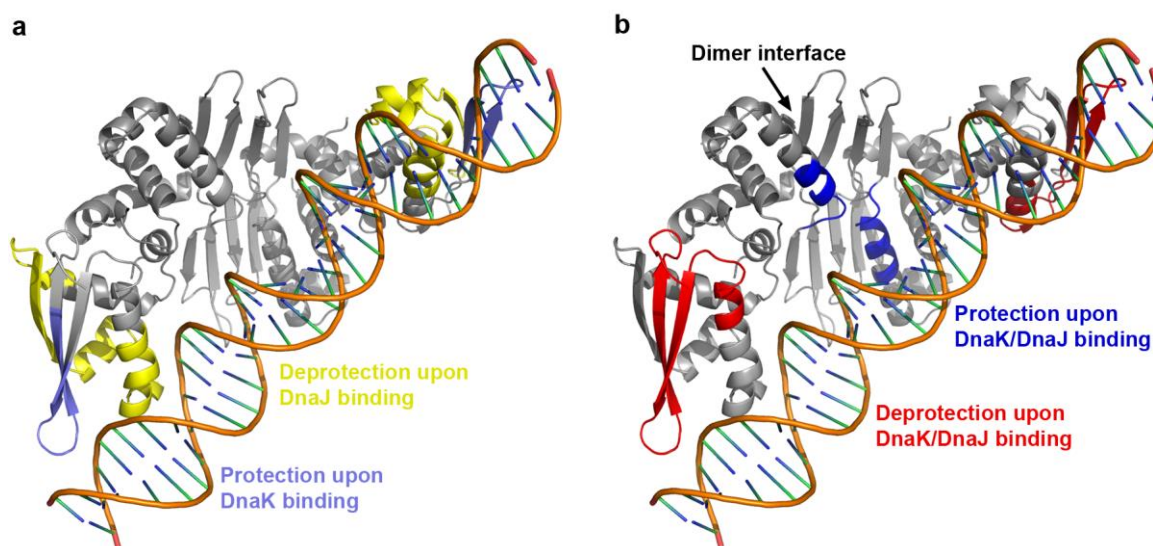 a
Deprotection upon
DnaJ binding
Protection upon
DnaK binding
b
Dimer interface
Protection upon
DnaK/DnaJ binding
Deprotection upon
DnaK/DnaJ binding